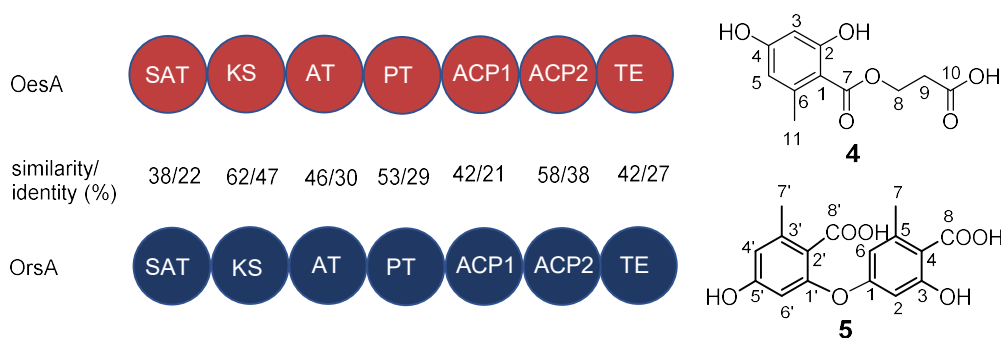 OesA
SAT KS AT PT ACP1 ACP2 TE
similarity/
identity (%)
38/22 62/47 46/30 53/29 42/21 58/38 42/27
OrsA
SAT KS AT PT ACP1 ACP2 TE
HO 3 OH
4 2
5 6 1 7 O 8 9 10 OH
11 O O
4
7' 8' 7 8
4' 3' COOH 6 5 COOH
2' 4
HO 5' 1' O 1 3 OH
6' 2
5